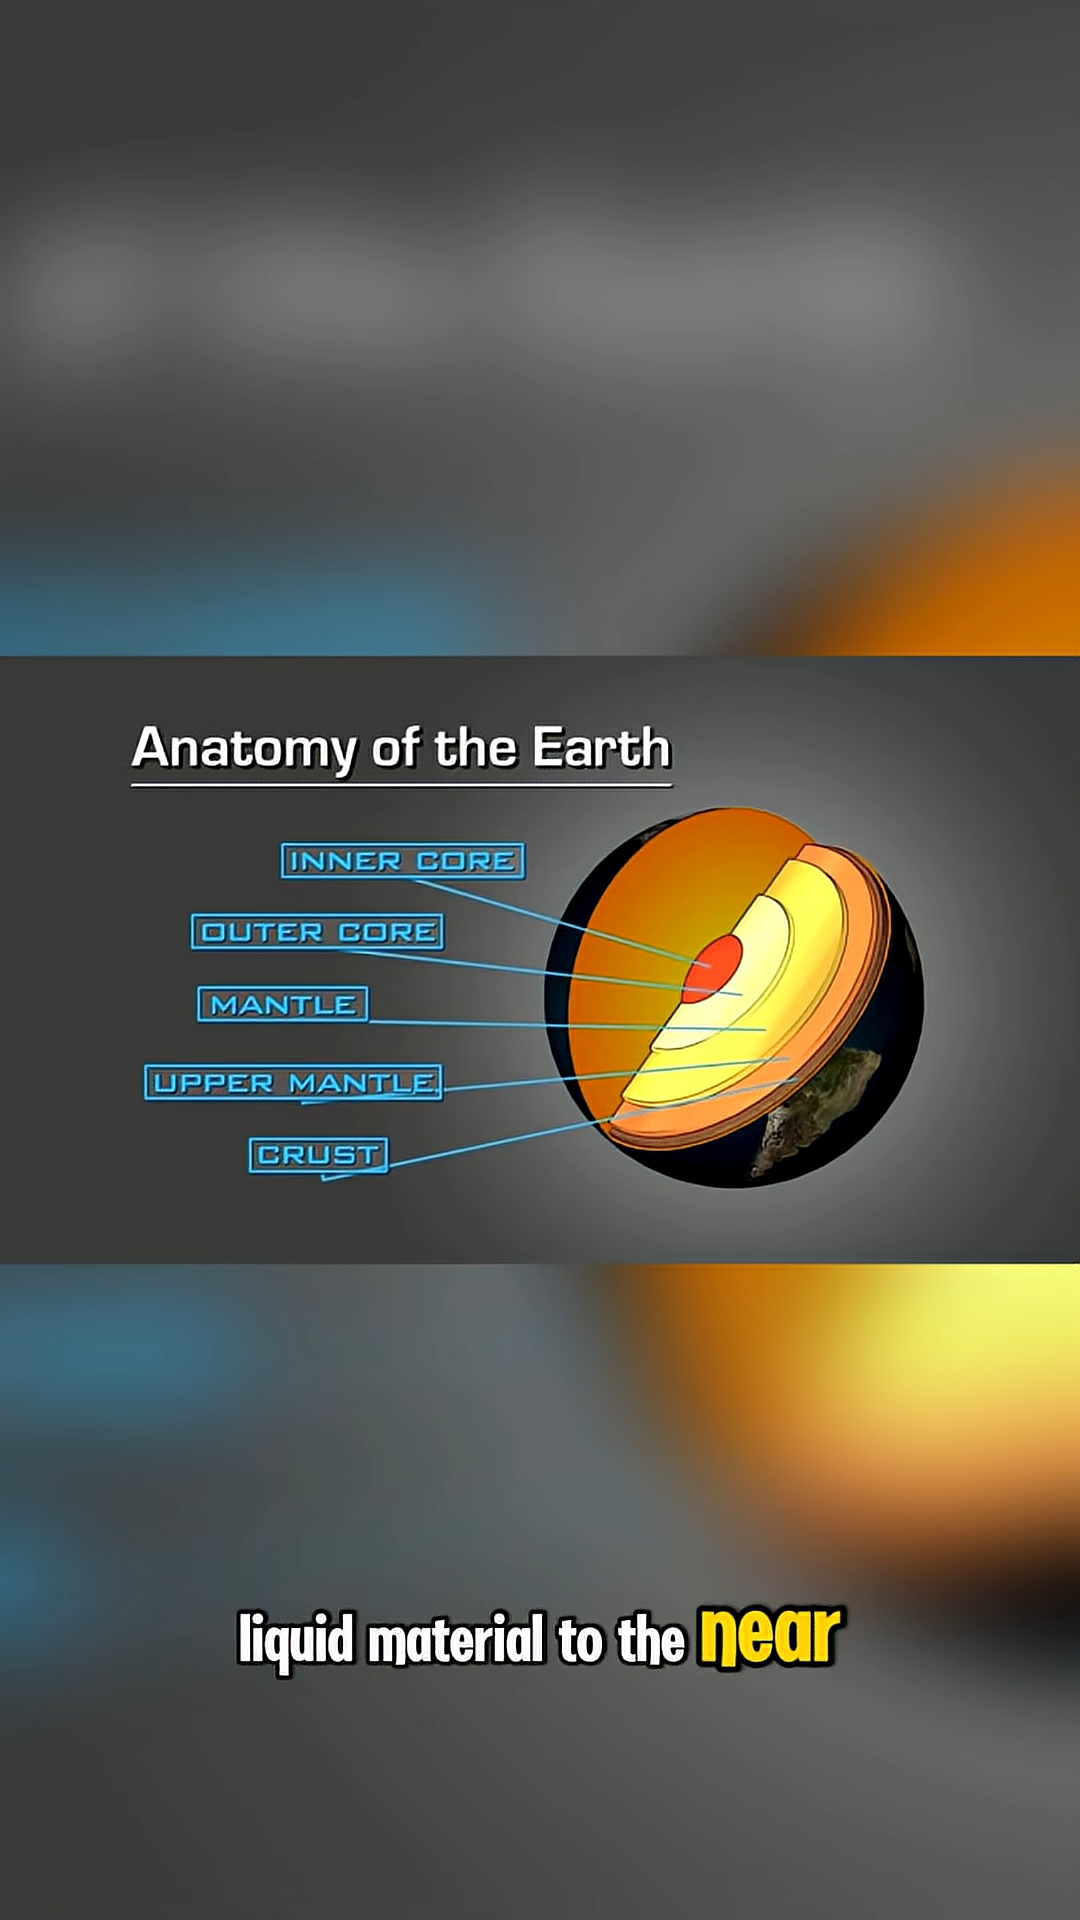 Anatomy of the Earth
INNER CORE
OUTER CORE
MANTLE
UPPER MANTLE
CRUST
liquid material to the near